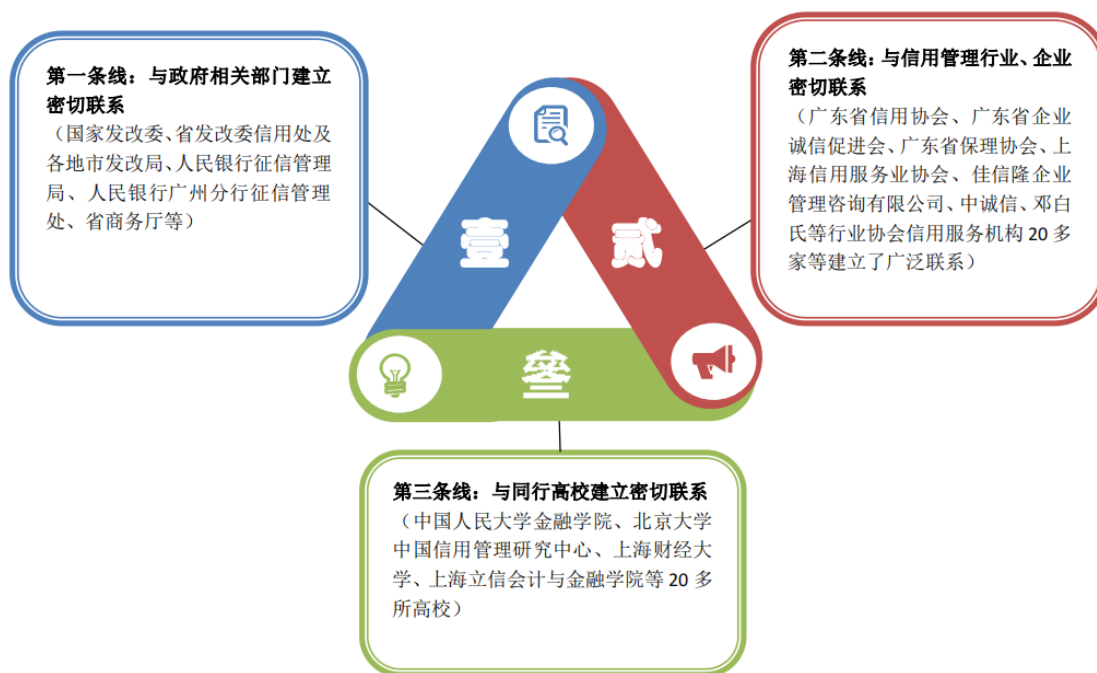 第一条线：与政府相关部门建立
密切联系
（国家发改委、省发改委信用处及
各地市发改局、人民银行征信管理
局、人民银行广州分行征信管理
处、省商务厅等）
第二条线：与信用管理行业、企业
密切联系
（广东省信用协会、广东省企业
诚信促进会、广东省保理协会、上
海信用服务业协会、佳信隆企业
管理咨询有限公司、中诚信、邓白
氏等行业协会信用服务机构 20 多
家等建立了广泛联系）
壹
贰
叁
第三条线：与同行高校建立密切联系
（中国人民大学金融学院、北京大学
中国信用管理研究中心、上海财经大
学、上海立信会计与金融学院等 20 多
所高校）